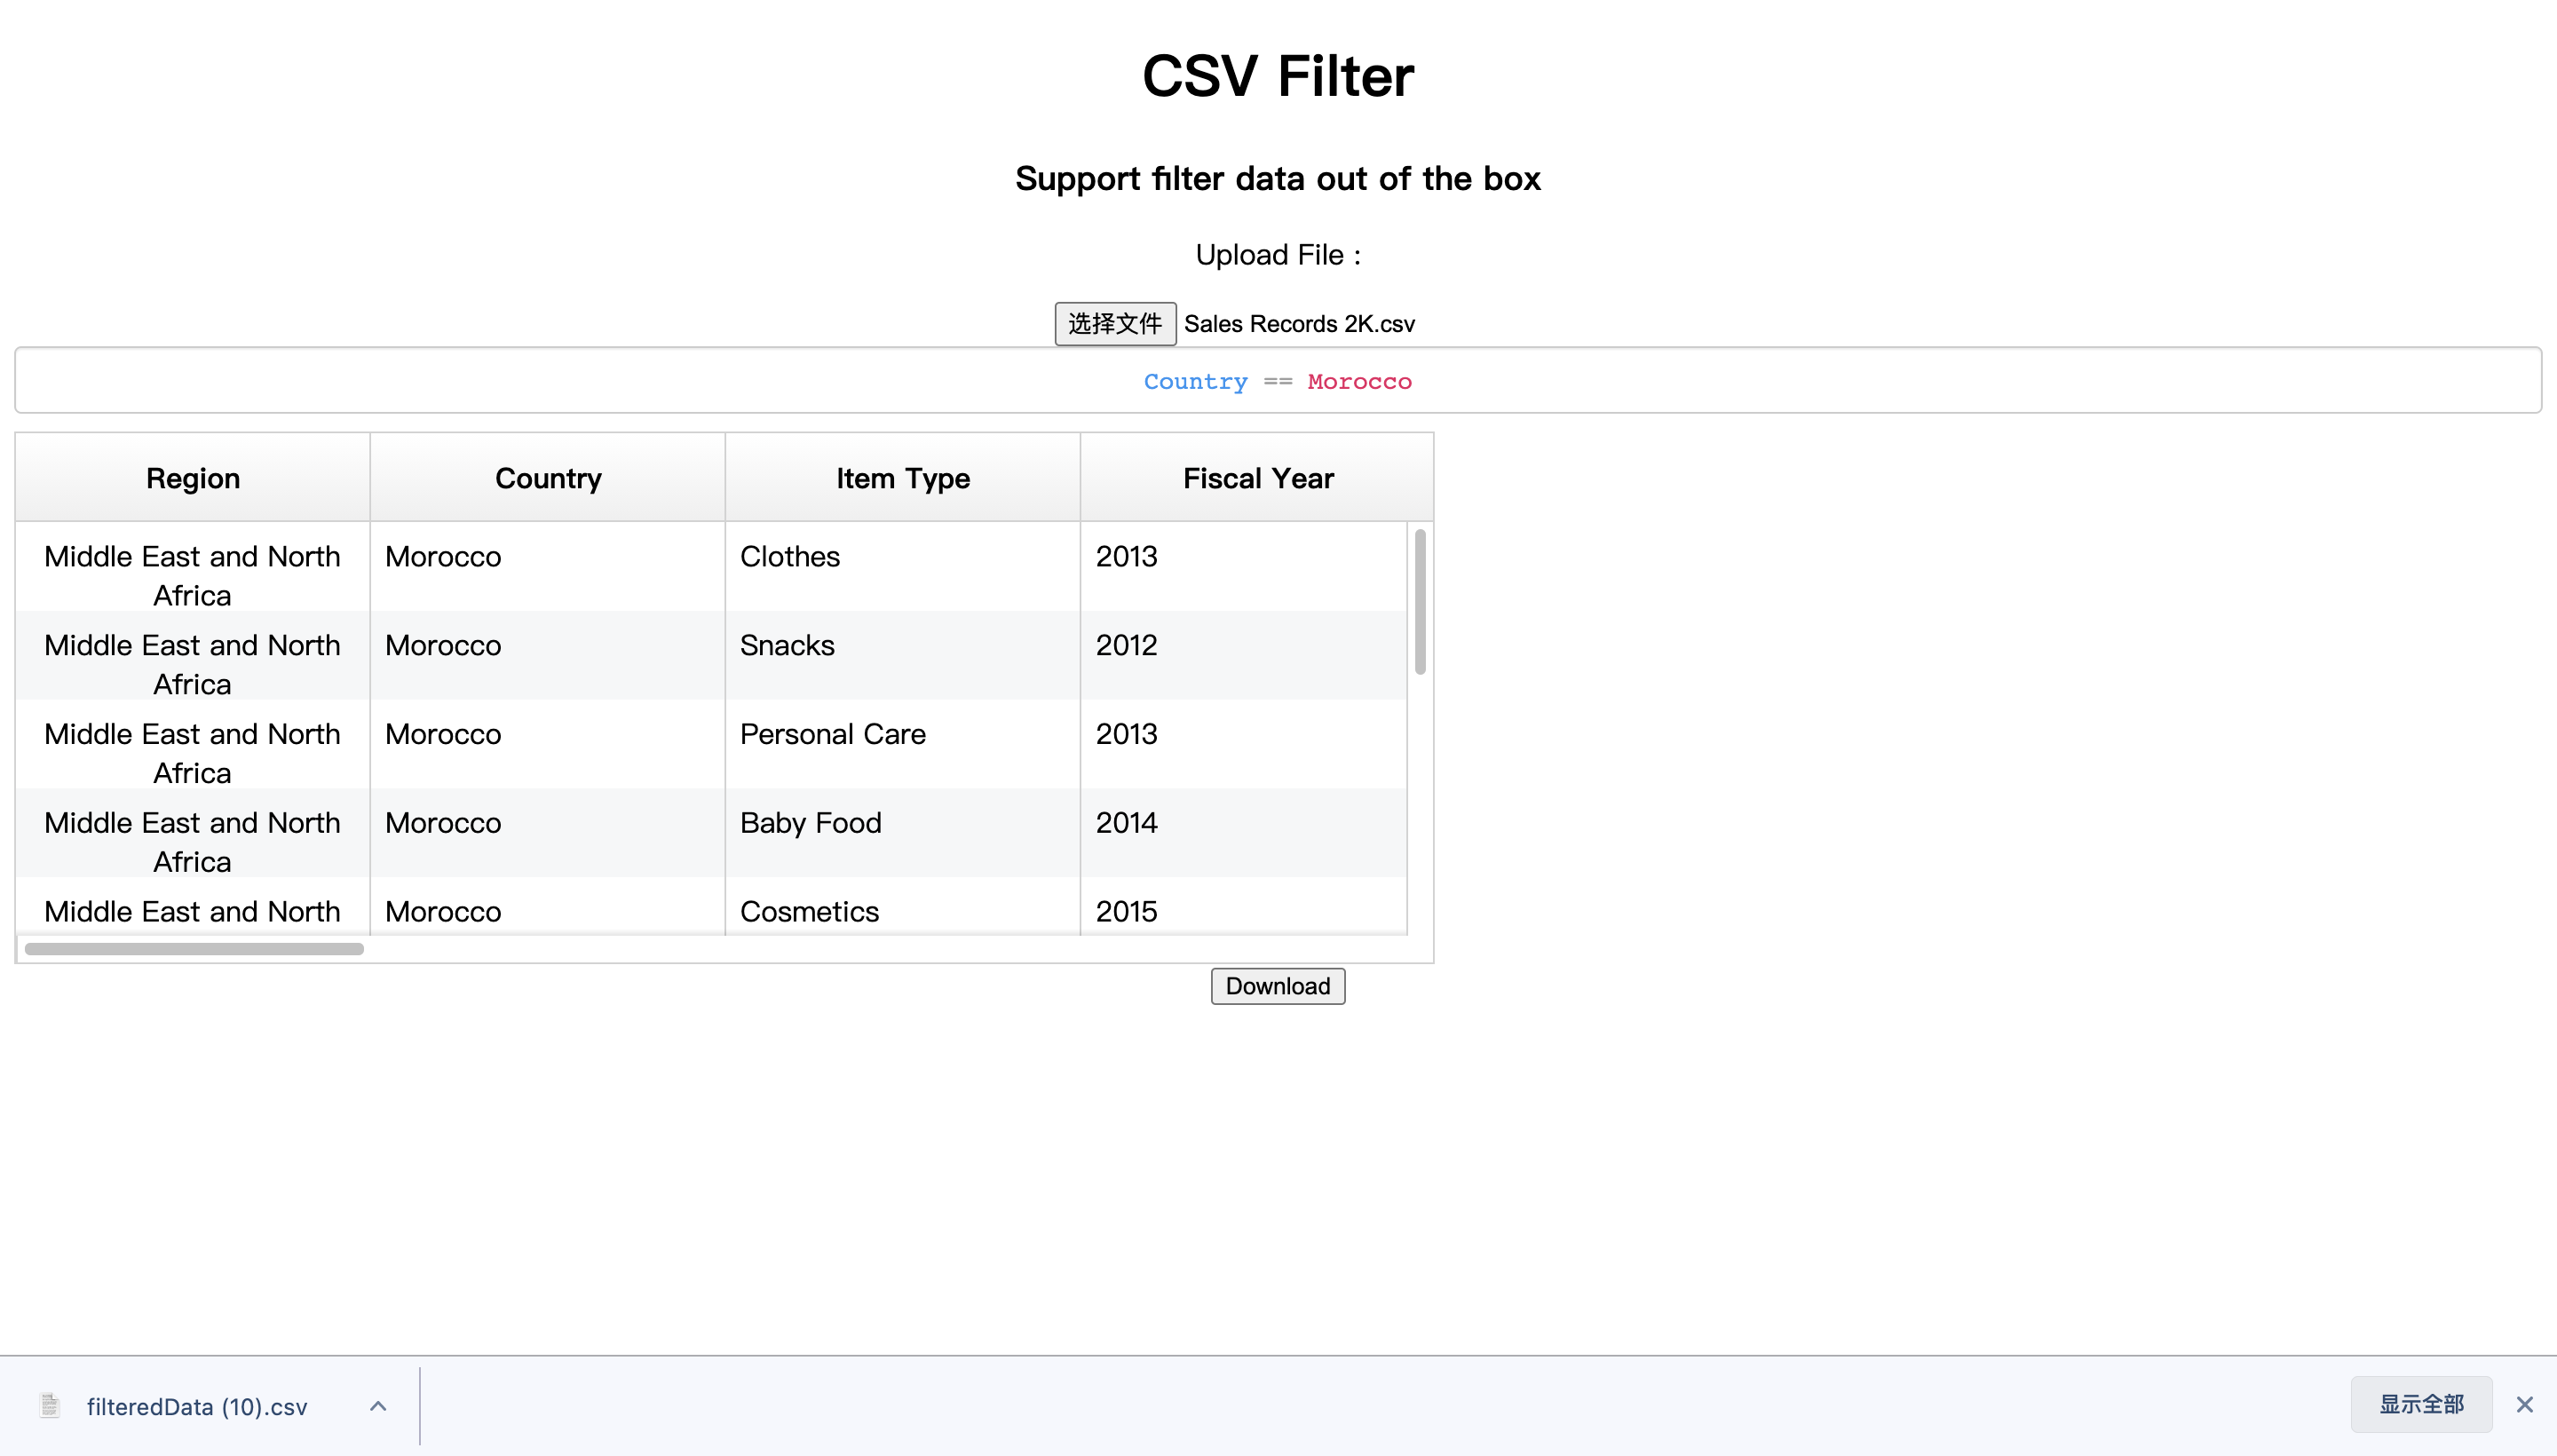 CSV Filter
Support filter data out of the box
Upload File :
选择文件 Sales Records 2K.csv
Country == Morocco
Region Country Item Type Fiscal Year
Middle East and North Morocco Clothes 2013
Africa
Middle East and North Morocco Snacks 2012
Africa
Middle East and North Morocco Personal Care 2013
Africa
Middle East and North Morocco Baby Food 2014
Africa
Middle East and North Morocco Cosmetics 2015
Download
filteredData (10).csv 显示全部